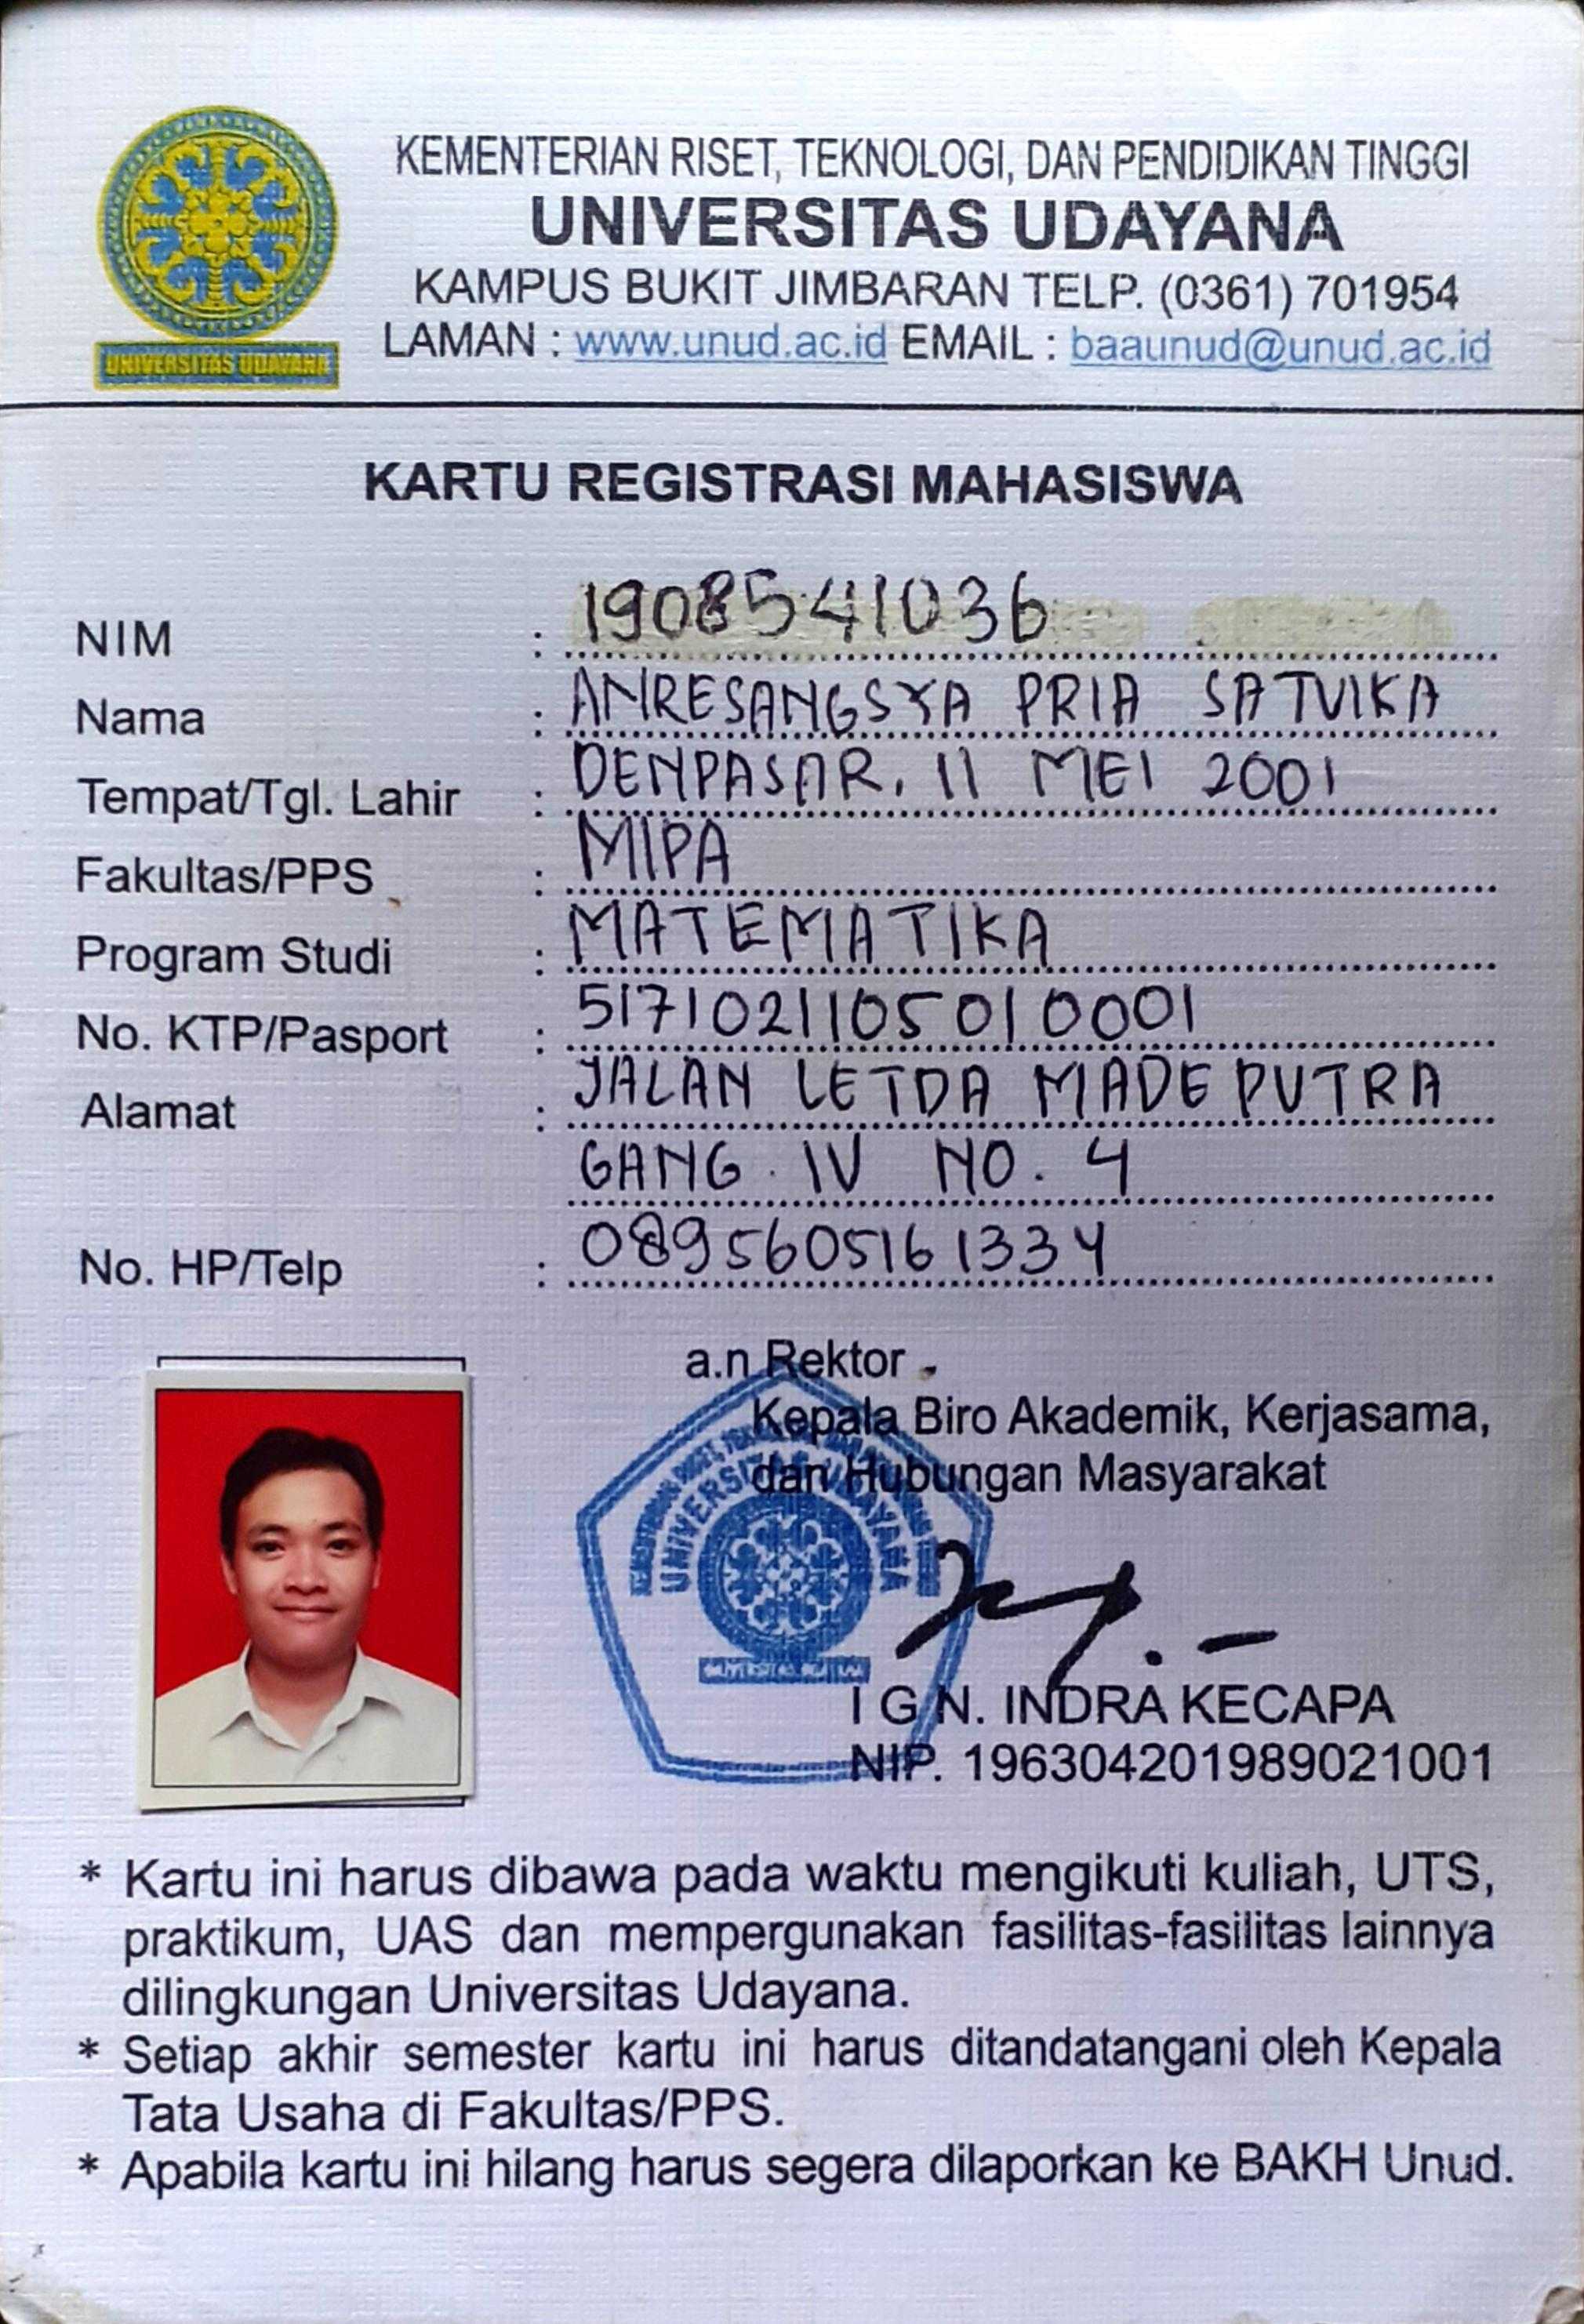 KEMENTERIAN RISET, TEKNOLOGI, DAN PENDIDIKAN TINGGI
UNIVERSITAS UDAYANA
KAMPUS BUKIT JIMBARAN TELP. (0361) 701954
LAMAN : www.unud.ac.id EMAIL : baaunud@unud.ac.id
UNIVERSITAS UDAYANA
KARTU REGISTRASI MAHASISWA
NIM : 1908541036
Nama : ANRESANGSYA PRIA SATVIKA
Tempat/Tgl. Lahir : DENPASAR, 11 MEI 2001
Fakultas/PPS : MIPA
Program Studi : MATEMATIKA
No. KTP/Pasport : 5171021105010001
Alamat : JALAN LETDA MADE PUTRA
GANG IV NO. 4
No. HP/Telp : 0895605161334
a.n Rektor
Kepala Biro Akademik, Kerjasama,
dan Hubungan Masyarakat
UNIVERSITAS UDAYANA
I G N. INDRA KECAPA
NIP. 196304201989021001
* Kartu ini harus dibawa pada waktu mengikuti kuliah, UTS,
praktikum, UAS dan mempergunakan fasilitas-fasilitas lainnya
dilingkungan Universitas Udayana.
* Setiap akhir semester kartu ini harus ditandatangani oleh Kepala
Tata Usaha di Fakultas/PPS.
* Apabila kartu ini hilang harus segera dilaporkan ke BAKH Unud.